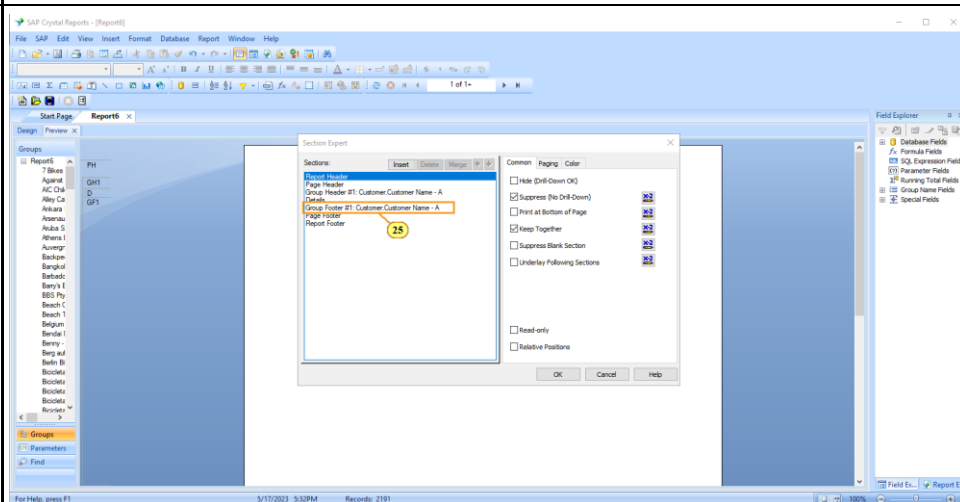 SAP Crystal Reports - [Report6]
File SAP Edit View Insert Format Database Report Window Help
1 of 1+
Start Page Report6 ×
Design Preview ×
Groups
Report6
7 Bikes
Against
AIC Chil
Alley Ca
Ankara
Arsenau
Aruba S
Athens I
Auvergr
Backpe
Bangkol
Barbado
Barry's E
BBS Pty
Beach C
Beach T
Belgium
Bendai I
Benny -
Berg auf
Berlin Bi
Bicicleta
Bicicleta
Bicicleta
Bicicleta
Bicicleta
PH
GH1
D
GF1
Groups
Parameters
Find
Section Expert
Sections:
Insert Delete Merge
Report Header
Page Header
Group Header #1: Customer.Customer Name - A
Details
Group Footer #1: Customer.Customer Name - A
Page Footer
Report Footer
25
Common Paging Color
Hide (Drill-Down OK)
Suppress (No Drill-Down)
Print at Bottom of Page
Keep Together
Suppress Blank Section
Underlay Following Sections
Read-only
Relative Positions
OK Cancel Help
Field Explorer
Database Fields
Formula Fields
SQL Expression Field
Parameter Fields
Running Total Fields
Group Name Fields
Special Fields
Field Ex... Report E
For Help, press F1 5/17/2023 5:32PM Records: 2191 100%